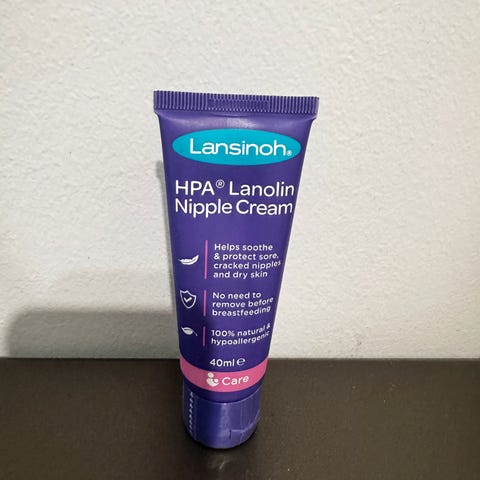 Lansinoh®
HPA® Lanolin
Nipple Cream
Helps soothe
& protect sore,
cracked nipples
and dry skin
No need to
remove before
breastfeeding
100% natural &
hypoallergenic
40ml ℮
Care